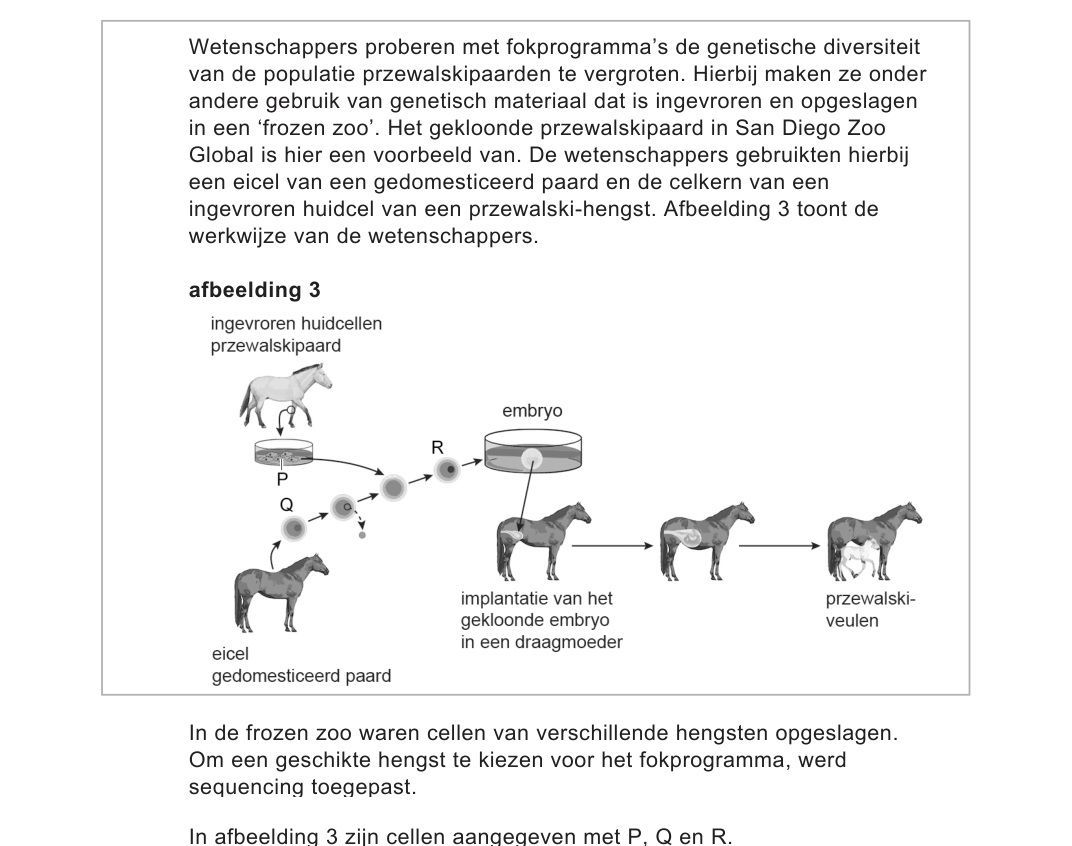 Wetenschappers proberen met fokprogramma’s de genetische diversiteit
van de populatie przewalskipaarden te vergroten. Hierbij maken ze onder
andere gebruik van genetisch materiaal dat is ingevroren en opgeslagen
in een ‘frozen zoo’. Het gekloonde przewalskipaard in San Diego Zoo
Global is hier een voorbeeld van. De wetenschappers gebruikten hierbij
een eicel van een gedomesticeerd paard en de celkern van een
ingevroren huidcel van een przewalski-hengst. Afbeelding 3 toont de
werkwijze van de wetenschappers.
afbeelding 3
ingevroren huidcellen
przewalskipaard
embryo
R
P
Q
implantatie van het
gekloonde embryo
in een draagmoeder
przewalski-
veulen
eicel
gedomesticeerd paard
In de frozen zoo waren cellen van verschillende hengsten opgeslagen.
Om een geschikte hengst te kiezen voor het fokprogramma, werd
sequencing toegepast.
In afbeelding 3 zijn cellen aangegeven met P, Q en R.